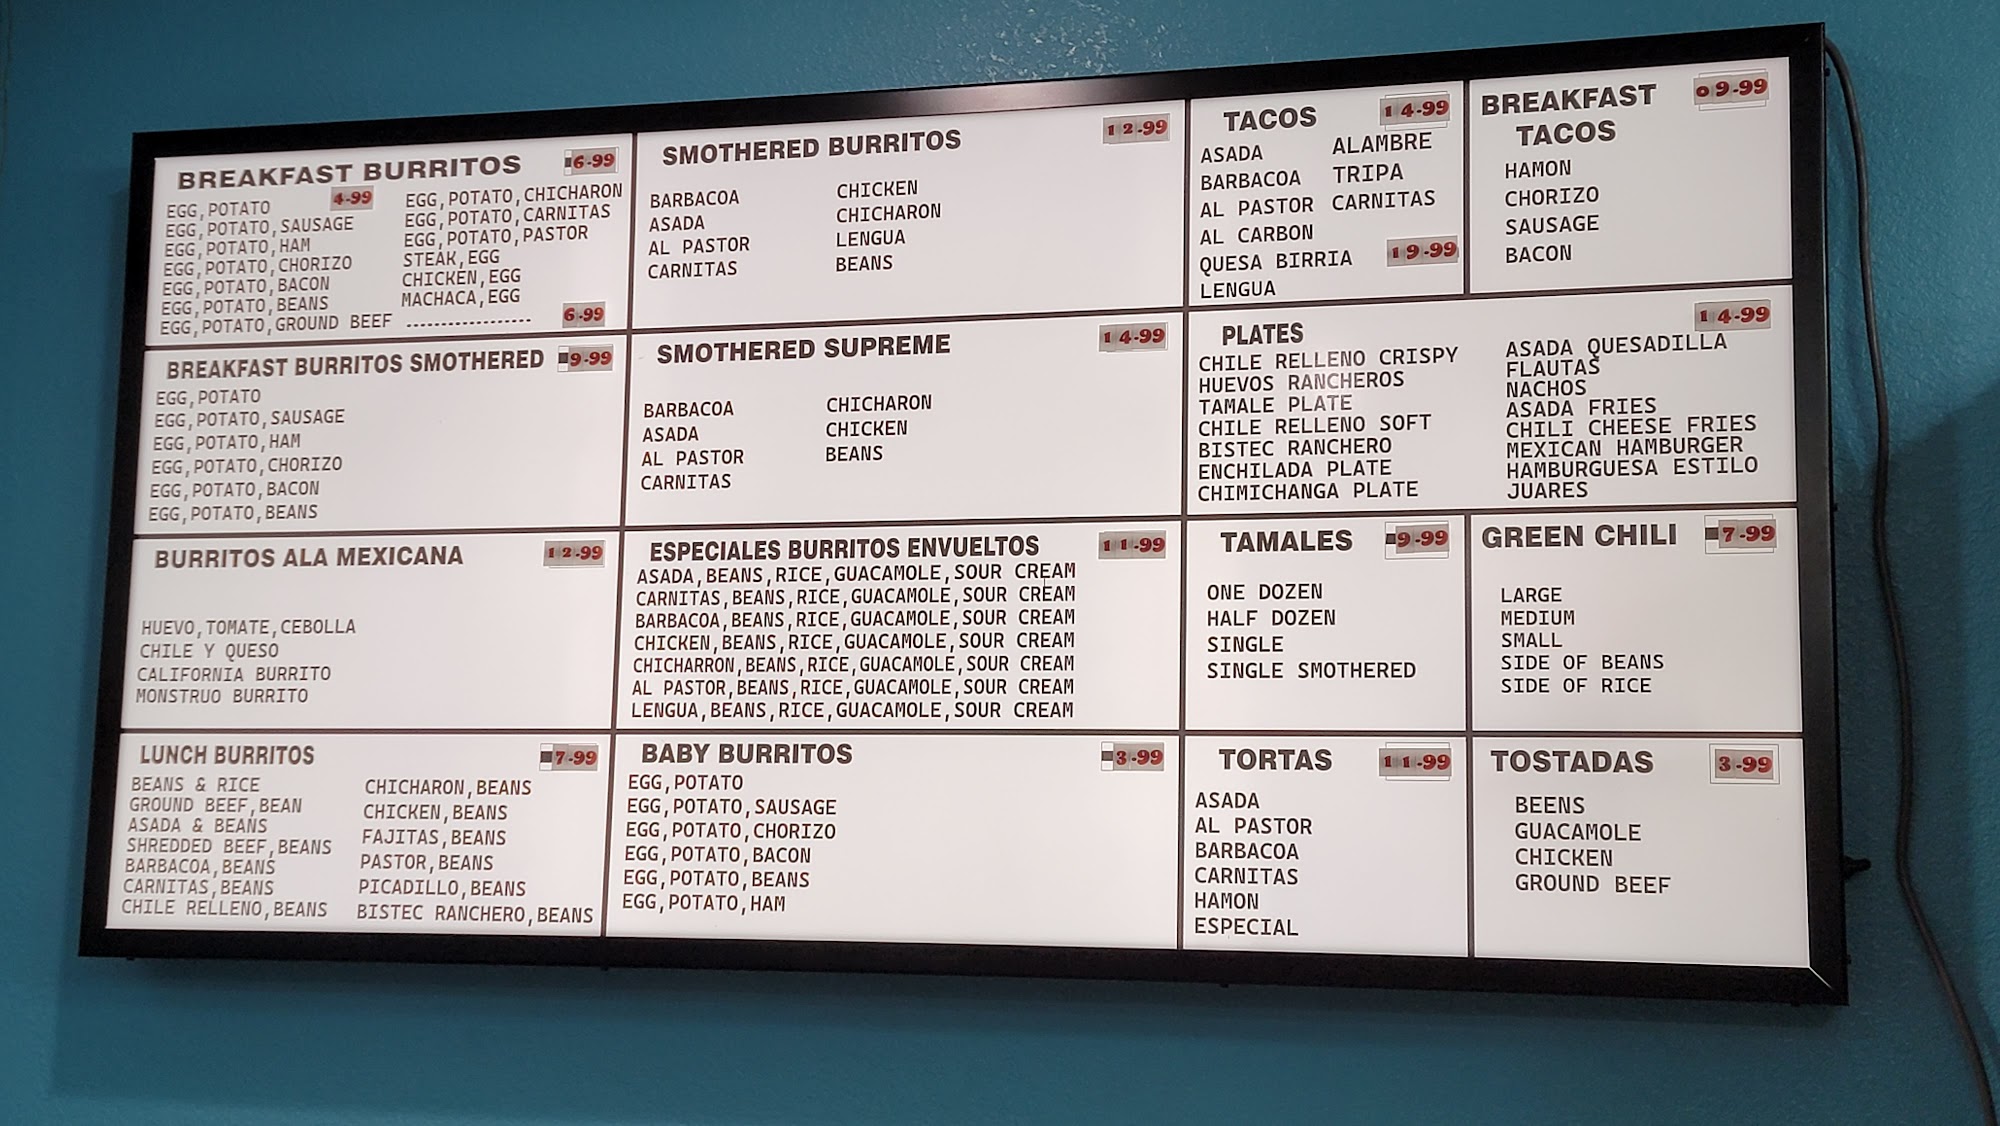 BREAKFAST BURRITOS 6-99
EGG,POTATO 4-99
EGG,POTATO,SAUSAGE
EGG,POTATO,HAM
EGG,POTATO,CHORIZO
EGG,POTATO,BACON
EGG,POTATO,BEANS
EGG,POTATO,GROUND BEEF ------------------ 6-99
EGG,POTATO,CHICHARON
EGG,POTATO,CARNITAS
EGG,POTATO,PASTOR
STEAK,EGG
CHICKEN,EGG
MACHACA,EGG
BREAKFAST BURRITOS SMOTHERED 9-99
EGG,POTATO
EGG,POTATO,SAUSAGE
EGG,POTATO,HAM
EGG,POTATO,CHORIZO
EGG,POTATO,BACON
EGG,POTATO,BEANS
BURRITOS ALA MEXICANA 12-99
HUEVO,TOMATE,CEBOLLA
CHILE Y QUESO
CALIFORNIA BURRITO
MONSTRUO BURRITO
LUNCH BURRITOS 7-99
BEANS & RICE
GROUND BEEF,BEAN
ASADA & BEANS
SHREDDED BEEF,BEANS
BARBACOA,BEANS
CARNITAS,BEANS
CHILE RELLENO,BEANS
CHICHARON,BEANS
CHICKEN,BEANS
FAJITAS,BEANS
PASTOR,BEANS
PICADILLO,BEANS
BISTEC RANCHERO,BEANS
SMOTHERED BURRITOS 12-99
BARBACOA
ASADA
AL PASTOR
CARNITAS
CHICKEN
CHICHARON
LENGUA
BEANS
SMOTHERED SUPREME 14-99
BARBACOA
ASADA
AL PASTOR
CARNITAS
CHICHARON
CHICKEN
BEANS
ESPECIALES BURRITOS ENVUELTOS 11-99
ASADA,BEANS,RICE,GUACAMOLE,SOUR CREAM
CARNITAS,BEANS,RICE,GUACAMOLE,SOUR CREAM
BARBACOA,BEANS,RICE,GUACAMOLE,SOUR CREAM
CHICKEN,BEANS,RICE,GUACAMOLE,SOUR CREAM
CHICHARRON,BEANS,RICE,GUACAMOLE,SOUR CREAM
AL PASTOR,BEANS,RICE,GUACAMOLE,SOUR CREAM
LENGUA,BEANS,RICE,GUACAMOLE,SOUR CREAM
BABY BURRITOS 3-99
EGG,POTATO
EGG,POTATO,SAUSAGE
EGG,POTATO,CHORIZO
EGG,POTATO,BACON
EGG,POTATO,BEANS
EGG,POTATO,HAM
TACOS 14-99
ASADA
BARBACOA
AL PASTOR
AL CARBON
QUESA BIRRIA 19-99
LENGUA
ALAMBRE
TRIPA
CARNITAS
BREAKFAST 09-99
TACOS
HAMON
CHORIZO
SAUSAGE
BACON
PLATES 14-99
CHILE RELLENO CRISPY
HUEVOS RANCHEROS
TAMALE PLATE
CHILE RELLENO SOFT
BISTEC RANCHERO
ENCHILADA PLATE
CHIMICHANGA PLATE
ASADA QUESADILLA
FLAUTAS
NACHOS
ASADA FRIES
CHILI CHEESE FRIES
MEXICAN HAMBURGER
HAMBURGUESA ESTILO
JUARES
TAMALES 9-99
ONE DOZEN
HALF DOZEN
SINGLE
SINGLE SMOTHERED
GREEN CHILI 7-99
LARGE
MEDIUM
SMALL
SIDE OF BEANS
SIDE OF RICE
TORTAS 11-99
ASADA
AL PASTOR
BARBACOA
CARNITAS
HAMON
ESPECIAL
TOSTADAS 3-99
BEENS
GUACAMOLE
CHICKEN
GROUND BEEF